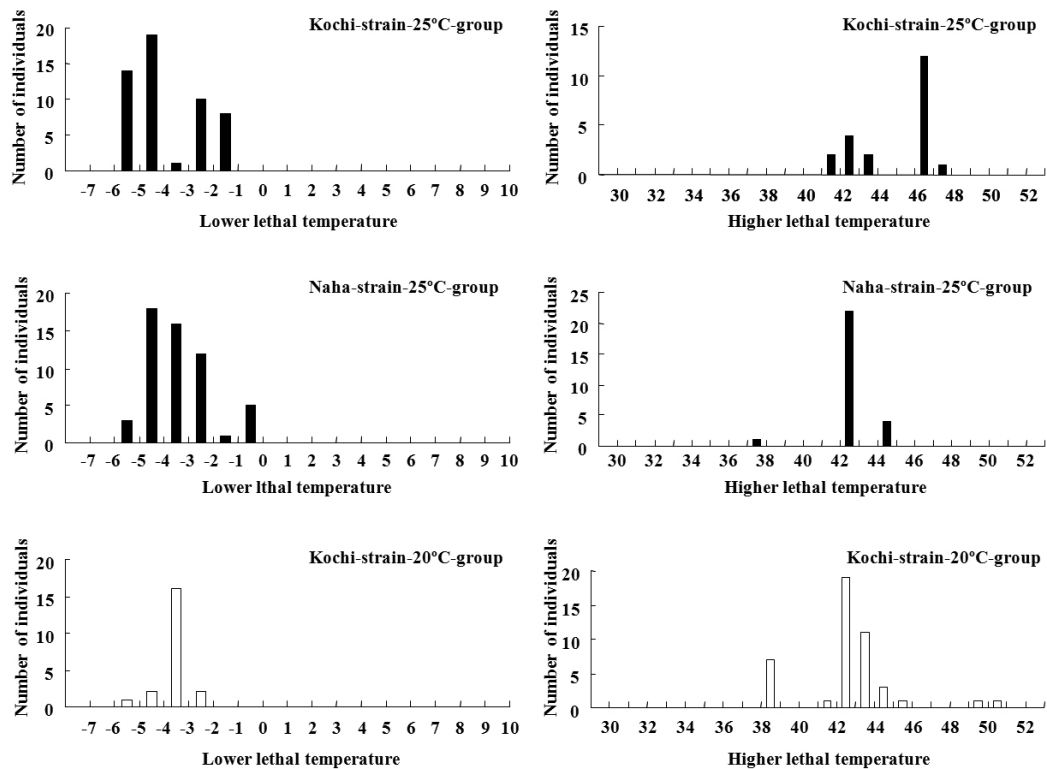 Kochi-strain-25ºC-group
Number of individuals
20
15
10
5
0
-7 -6 -5 -4 -3 -2 -1 0 1 2 3 4 5 6 7 8 9 10
Lower lethal temperature
Kochi-strain-25ºC-group
Number of individuals
15
10
5
0
30 32 34 36 38 40 42 44 46 48 50 52
Higher lethal temperature
Naha-strain-25ºC-group
Number of individuals
20
15
10
5
0
-7 -6 -5 -4 -3 -2 -1 0 1 2 3 4 5 6 7 8 9 10
Lower lthal temperature
Naha-strain-25ºC-group
Number of individuals
25
20
15
10
5
0
30 32 34 36 38 40 42 44 46 48 50 52
Higher lethal temperature
Kochi-strain-20ºC-group
Number of individuals
20
15
10
5
0
-7 -6 -5 -4 -3 -2 -1 0 1 2 3 4 5 6 7 8 9 10
Lower lethal temperature
Kochi-strain-20ºC-group
Number of individuals
20
15
10
5
0
30 32 34 36 38 40 42 44 46 48 50 52
Higher lethal temperature